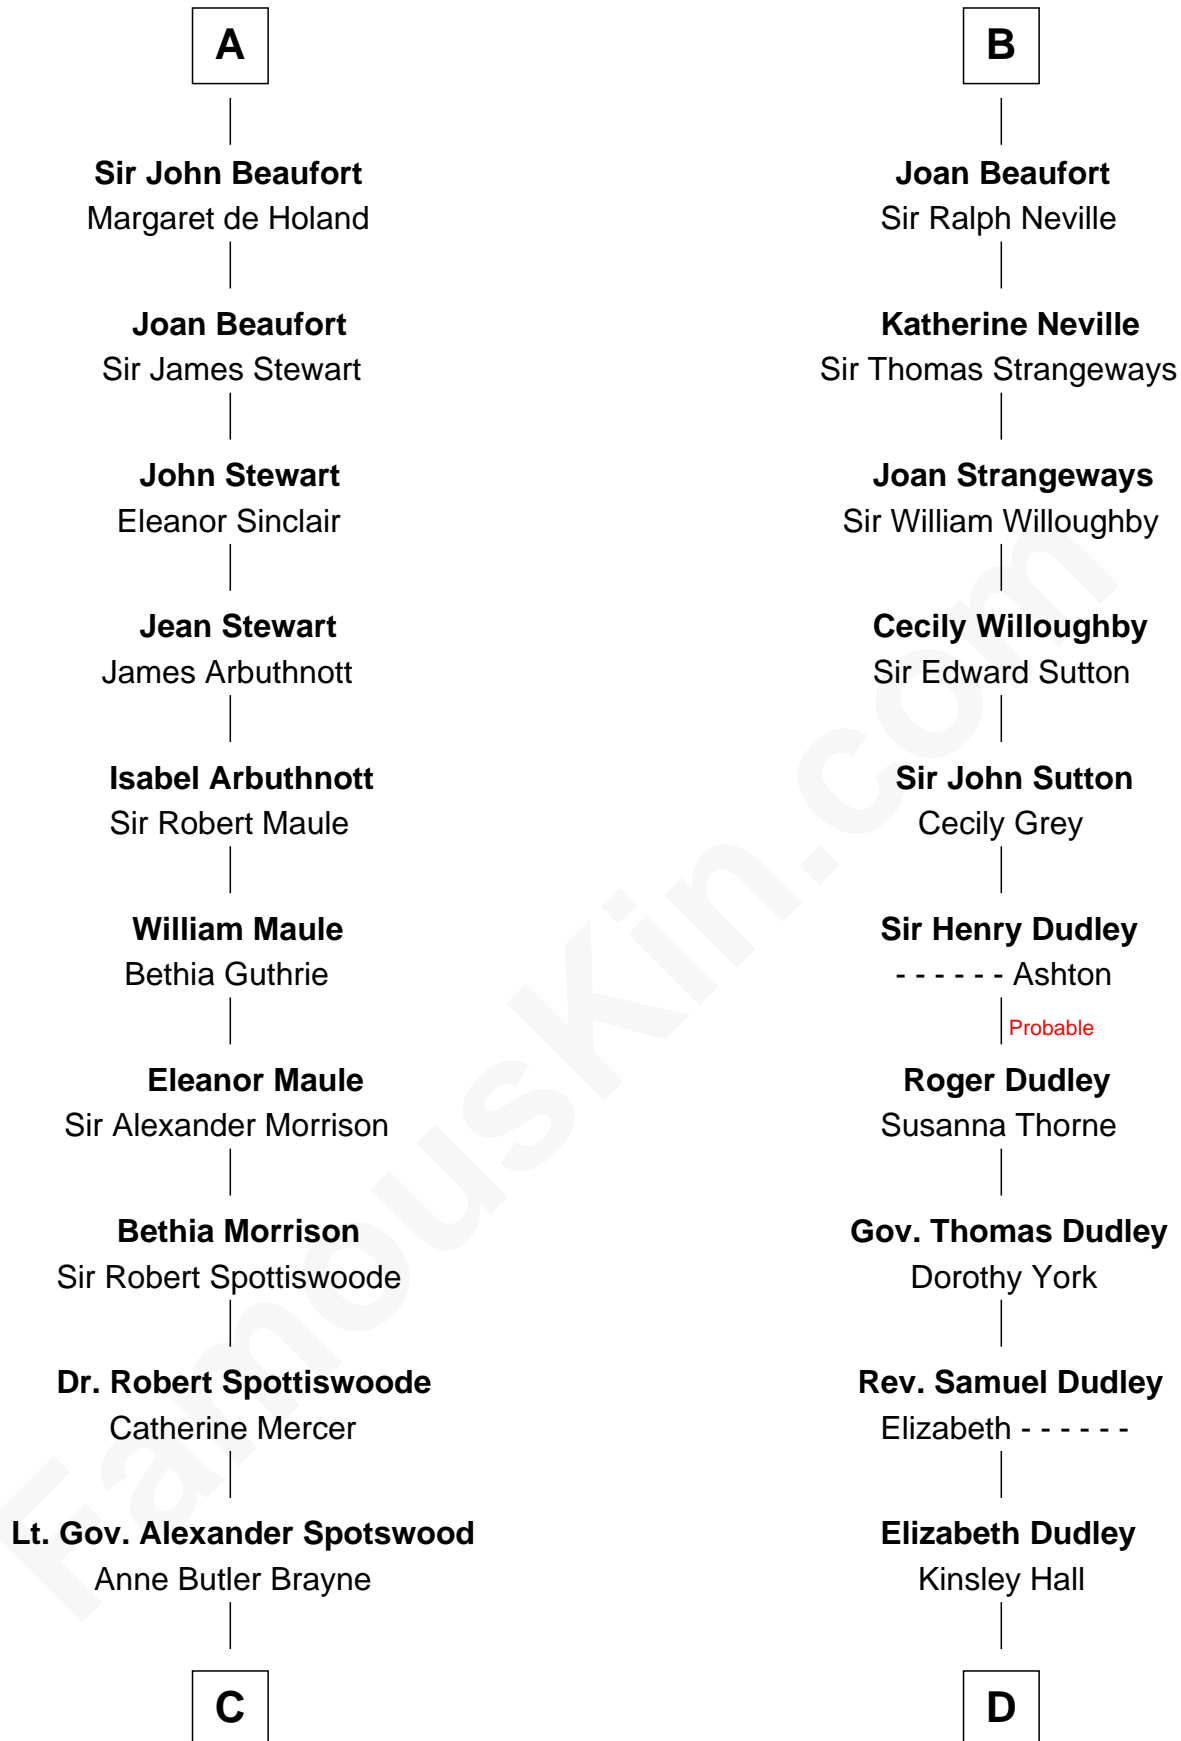 A
Sir John Beaufort
Margaret de Holand
Joan Beaufort
Sir James Stewart
John Stewart
Eleanor Sinclair
Jean Stewart
James Arbuthnott
Isabel Arbuthnott
Sir Robert Maule
William Maule
Bethia Guthrie
Eleanor Maule
Sir Alexander Morrison
Bethia Morrison
Sir Robert Spottiswoode
Dr. Robert Spottiswoode
Catherine Mercer
Lt. Gov. Alexander Spotswood
Anne Butler Brayne
C
B
Joan Beaufort
Sir Ralph Neville
Katherine Neville
Sir Thomas Strangeways
Joan Strangeways
Sir William Willoughby
Cecily Willoughby
Sir Edward Sutton
Sir John Sutton
Cecily Grey
Sir Henry Dudley
- - - - - - Ashton
Probable
Roger Dudley
Susanna Thorne
Gov. Thomas Dudley
Dorothy York
Rev. Samuel Dudley
Elizabeth - - - - - -
Elizabeth Dudley
Kinsley Hall
D
FamousKin.com